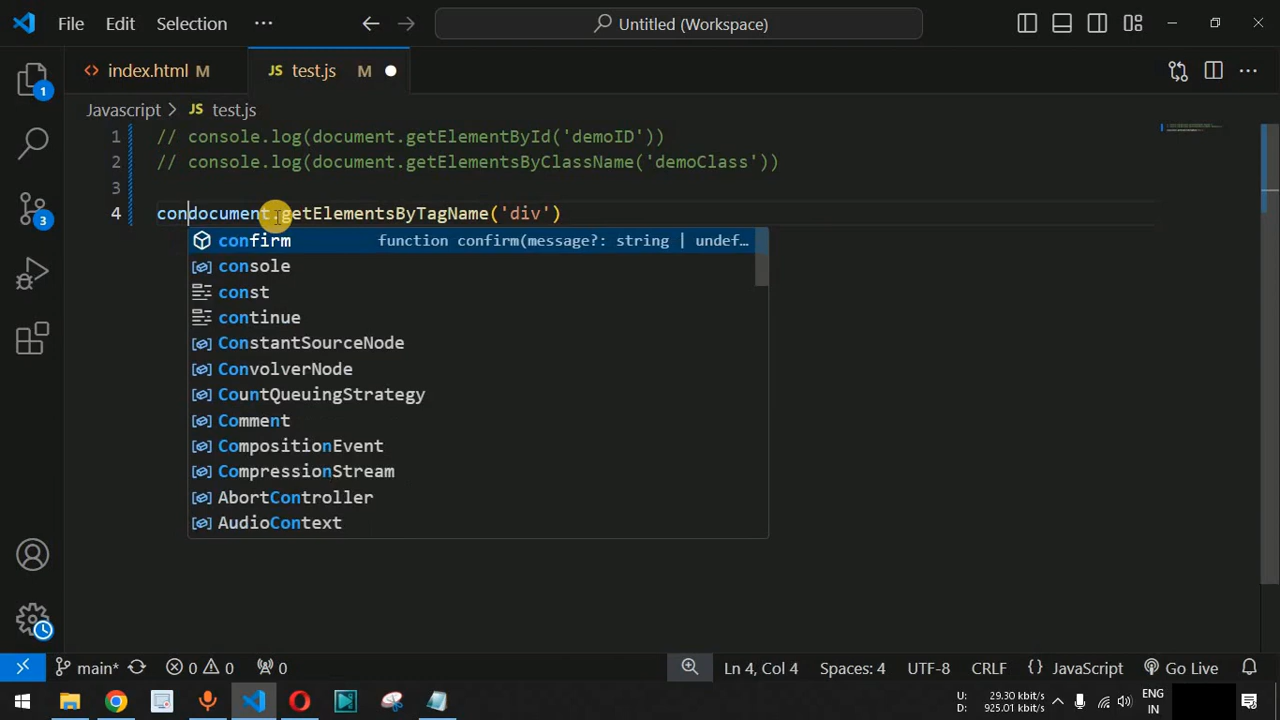 File Edit Selection ··· Untitled (Workspace)
index.html M test.js M
Javascript > JS test.js
1 // console.log(document.getElementById('demoID'))
2 // console.log(document.getElementsByClassName('demoClass'))
3
4 condocument.getElementsByTagName('div')
confirm function confirm(message?: string | undef…
console
const
continue
ConstantSourceNode
ConvolverNode
CountQueuingStrategy
Comment
CompositionEvent
CompressionStream
AbortController
AudioContext
1
3
main* 0 0 0 Ln 4, Col 4 Spaces: 4 UTF-8 CRLF {} JavaScript Go Live
U: 29.30 kbit/s ENG
D: 925.01 kbit/s IN